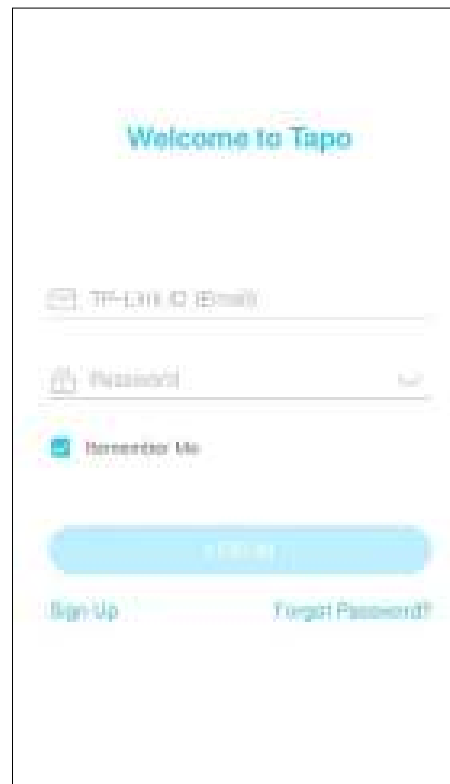 Welcome to Tapo
TP-Link ID (Email)
Password
Remember Me
Sign Up
Forgot Password?